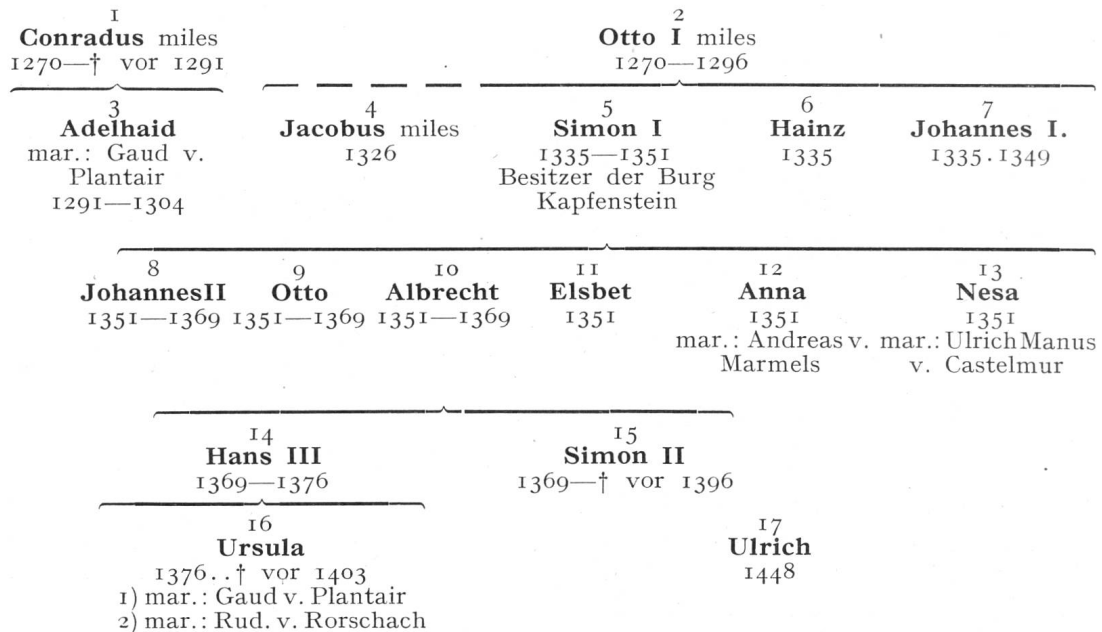 1 2
Conradus miles Otto I miles
1270—† vor 1291 1270—1296
3 4 5 6 7
Adelhaid Jacobus miles Simon I Hainz Johannes I.
mar.: Gaud v. 1326 1335—1351 1335 1335.1349
Plantair Besitzer der Burg
1291—1304 Kapfenstein
8 9 10 11 12 13
Johannes II Otto Albrecht Elsbet Anna Nesa
1351—1369 1351—1369 1351—1369 1351 1351 1351
mar.: Andreas v. mar.: Ulrich Manus
Marmels v. Castelmur
14 15
Hans III Simon II
1369—1376 1369—† vor 1396
16 17
Ursula Ulrich
1376..† vor 1403 1448
1) mar.: Gaud v. Plantair
2) mar.: Rud. v. Rorschach